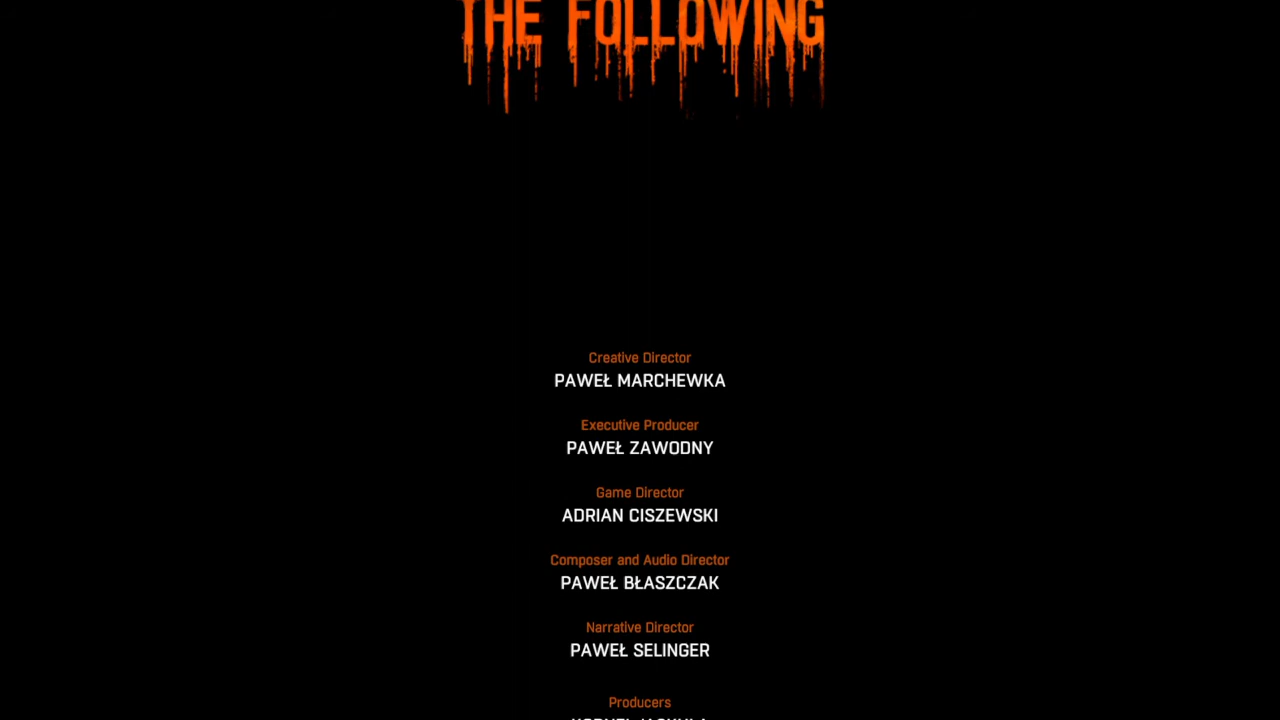 THE FOLLOWING
Creative Director
PAWEŁ MARCHEWKA
Executive Producer
PAWEŁ ZAWODNY
Game Director
ADRIAN CISZEWSKI
Composer and Audio Director
PAWEŁ BŁASZCZAK
Narrative Director
PAWEŁ SELINGER
Producers